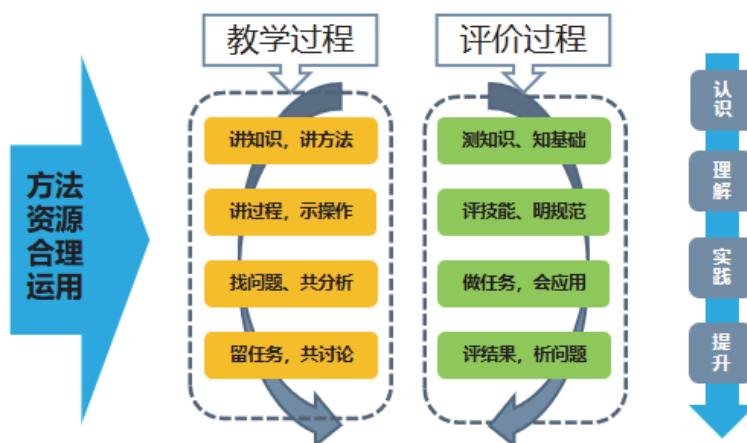 教学过程
评价过程
方法
资源
合理
运用
讲知识，讲方法
讲过程，示操作
找问题、共分析
留任务，共讨论
测知识、知基础
评技能、明规范
做任务，会应用
评结果，析问题
认
识
理
解
实
践
提
升